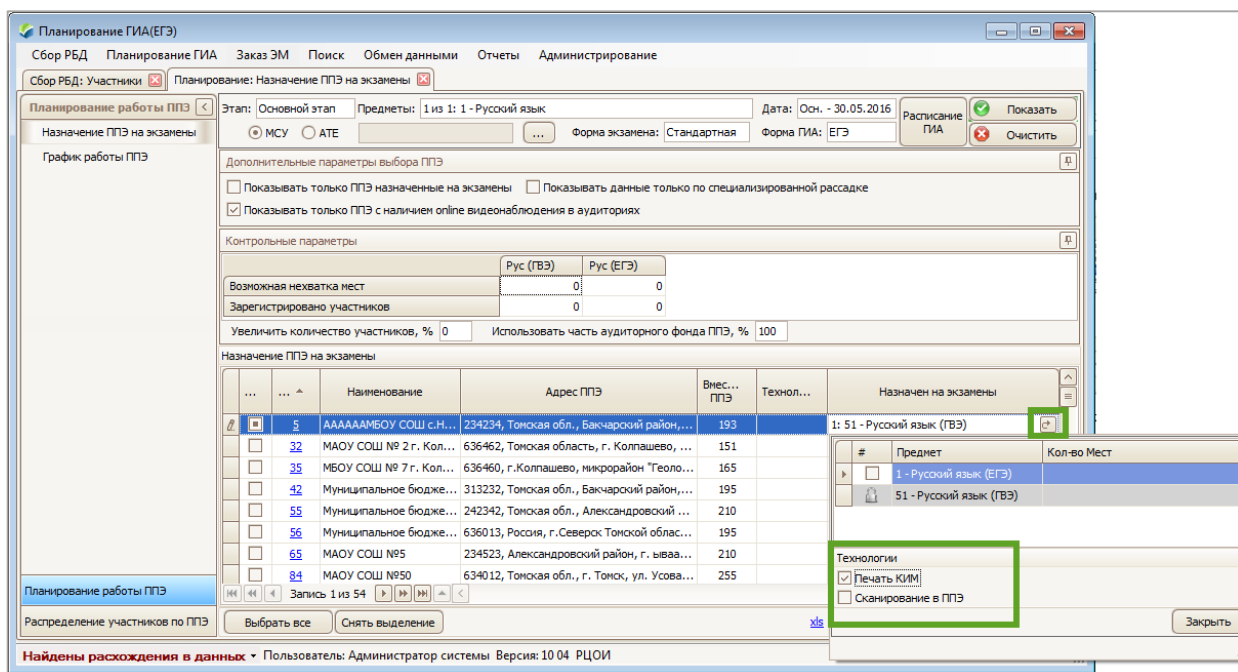 Планирование ГИА(ЕГЭ)
Сбор РБД Планирование ГИА Заказ ЭМ Поиск Обмен данными Отчеты Администрирование
Сбор РБД: Участники Планирование: Назначение ППЭ на экзамены
Планирование работы ППЭ <
Назначение ППЭ на экзамены
График работы ППЭ
Этап: Основной этап Предметы: 1 из 1: 1 - Русский язык Дата: Осн. - 30.05.2016 Расписание ГИА Показать
МСУ АТЕ ... Форма экзамена: Стандартная Форма ГИА: ЕГЭ Очистить
Дополнительные параметры выбора ППЭ
Показывать только ППЭ назначенные на экзамены Показывать данные только по специализированной рассадке
Показывать только ППЭ с наличием online видеонаблюдения в аудиториях
Контрольные параметры
Рус (ГВЭ) Рус (ЕГЭ)
Возможная нехватка мест 0 0
Зарегистрировано участников 0 0
Увеличить количество участников, % 0 Использовать часть аудиторного фонда ППЭ, % 100
Назначение ППЭ на экзамены
... ... Наименование Адрес ППЭ Вмес... ППЭ Технол... Назначен на экзамены
5 ААААААМБОУ СОШ с.Н... 234234, Томская обл., Бакчарский район,... 193 1: 51 - Русский язык (ГВЭ)
32 МАОУ СОШ № 2 г. Кол... 636462, Томская область, г. Колпашево, ... 151
35 МБОУ СОШ № 7 г. Кол... 636460, г.Колпашево, микрорайон "Геоло... 165
42 Муниципальное бюдже... 313232, Томская обл., Бакчарский район,... 195
55 Муниципальное бюдже... 242342, Томская обл., Александровский ... 210
56 Муниципальное бюдже... 636013, Россия, г.Северск Томской облас... 195
65 МАОУ СОШ №5 234523, Александровский район, г. ываа... 210
84 МАОУ СОШ №50 634012, Томская обл., г. Томск, ул. Усова... 255
# Предмет Кол-во Мест
1 - Русский язык (ЕГЭ)
51 - Русский язык (ГВЭ)
Технологии
Печать КИМ
Сканирование в ППЭ
Закрыть
Запись 1 из 54
Планирование работы ППЭ
Распределение участников по ППЭ
Выбрать все Снять выделение xls
Найдены расхождения в данных Пользователь: Администратор системы Версия: 10 04 РЦОИ